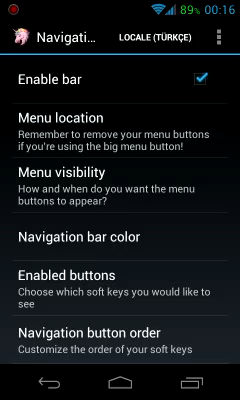 89% 00:16
Navigati... LOCALE (TÜRKÇE)
Enable bar
Menu location
Remember to remove your menu buttons
if you're using the big menu button!
Menu visibility
How and when do you want the menu
buttons to appear?
Navigation bar color
Enabled buttons
Choose which soft keys you would like to
see
Navigation button order
Customize the order of your soft keys